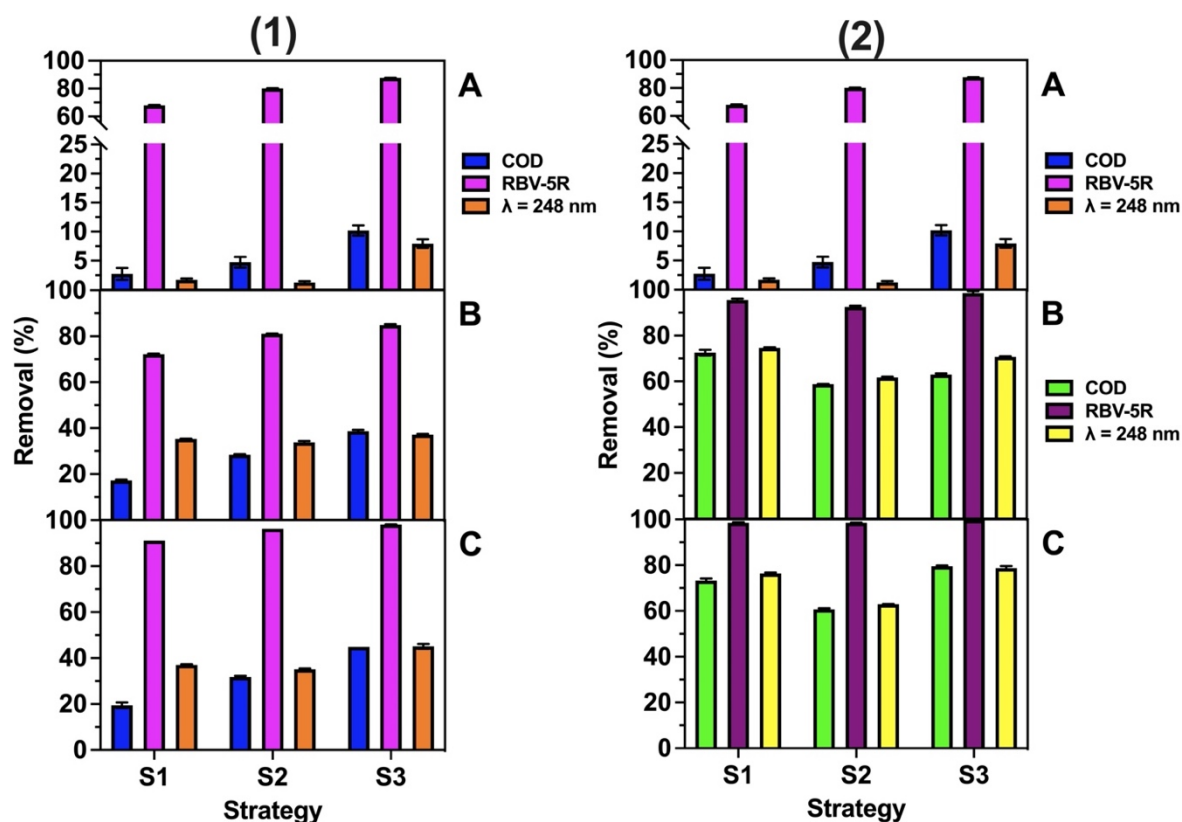 (1)
100
80
60
25
20
15
10
5
A
COD
RBV-5R
λ = 248 nm
100
80
60
40
20
B
100
80
60
40
20
0
C
Removal (%)
S1 S2 S3
Strategy
(2)
100
80
60
25
20
15
10
5
A
COD
RBV-5R
λ = 248 nm
100
80
60
40
20
B
COD
RBV-5R
λ = 248 nm
100
80
60
40
20
0
C
Removal (%)
S1 S2 S3
Strategy